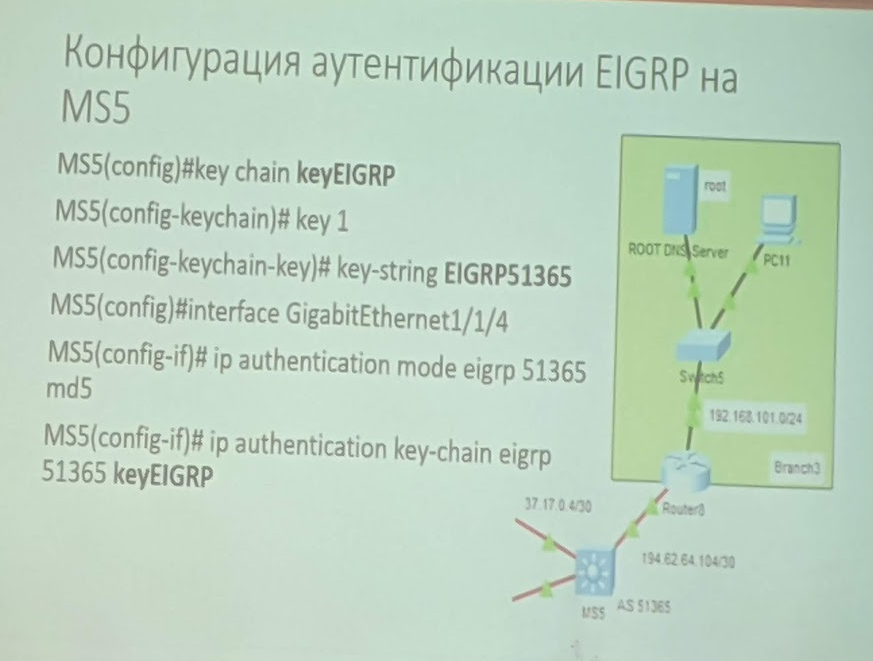 Конфигурация аутентификации EIGRP на
MS5
MS5(config)#key chain keyEIGRP
MS5(config-keychain)# key 1
MS5(config-keychain-key)# key-string EIGRP51365
MS5(config)#interface GigabitEthernet1/1/4
MS5(config-if)# ip authentication mode eigrp 51365
md5
MS5(config-if)# ip authentication key-chain eigrp
51365 keyEIGRP
root
ROOT DNS Server
PC11
Switch5
192.168.101.0/24
Branch3
Router8
37.17.0.4/30
194.62.64.104/30
MS5
AS 51365